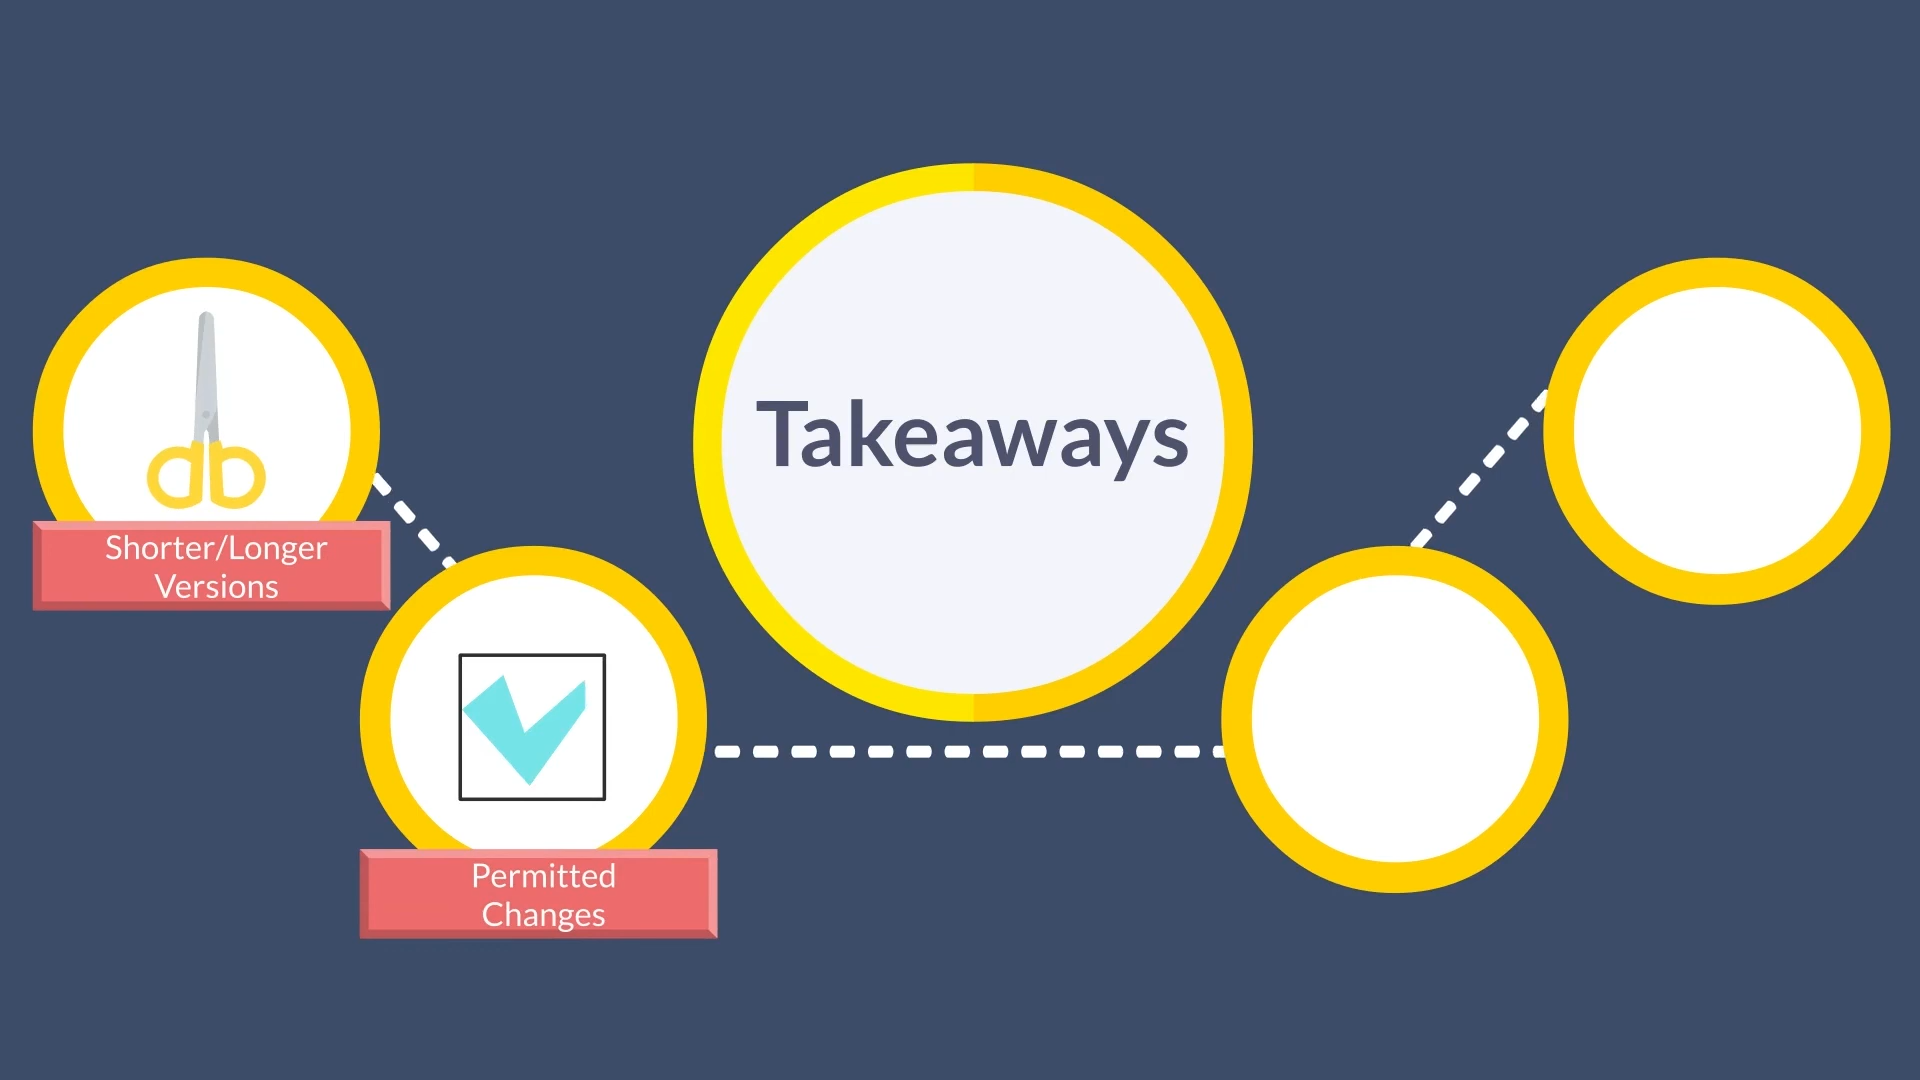 Takeaways
Shorter/Longer
Versions
Permitted
Changes